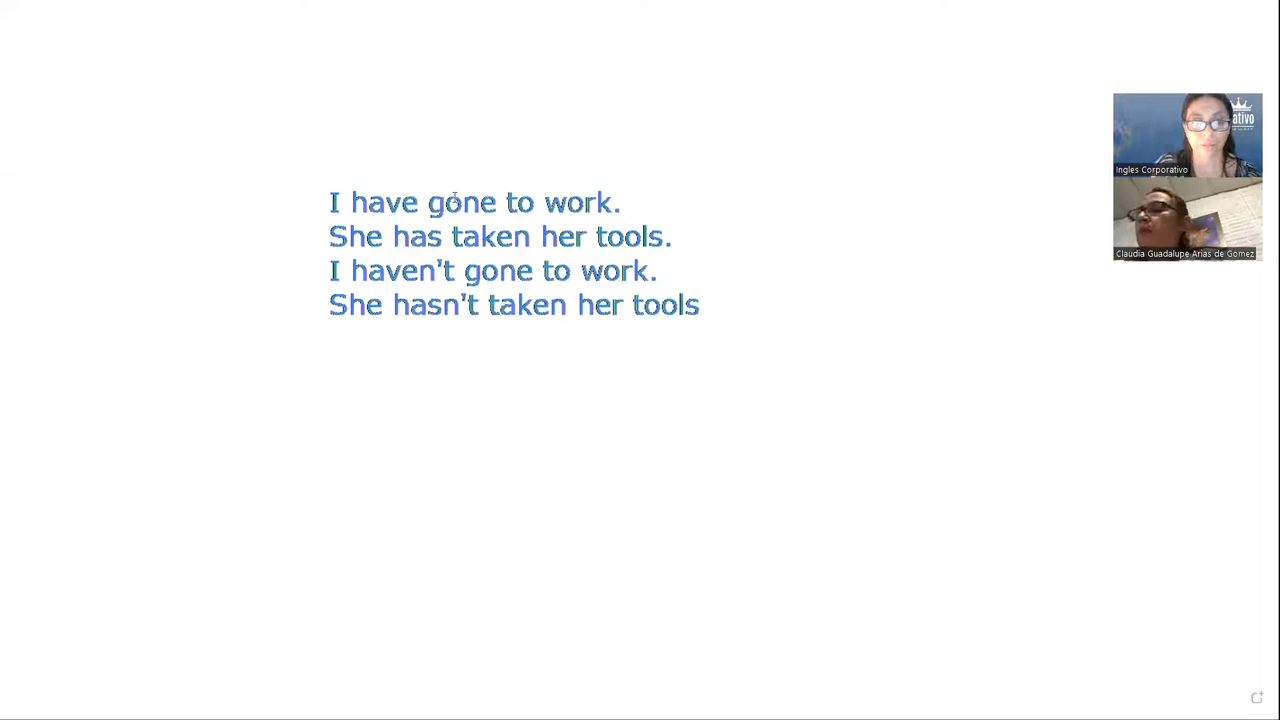 I have gone to work.
She has taken her tools.
I haven't gone to work.
She hasn't taken her tools
ativo
Ingles Corporativo
Claudia Guadalupe Arias de Gomez